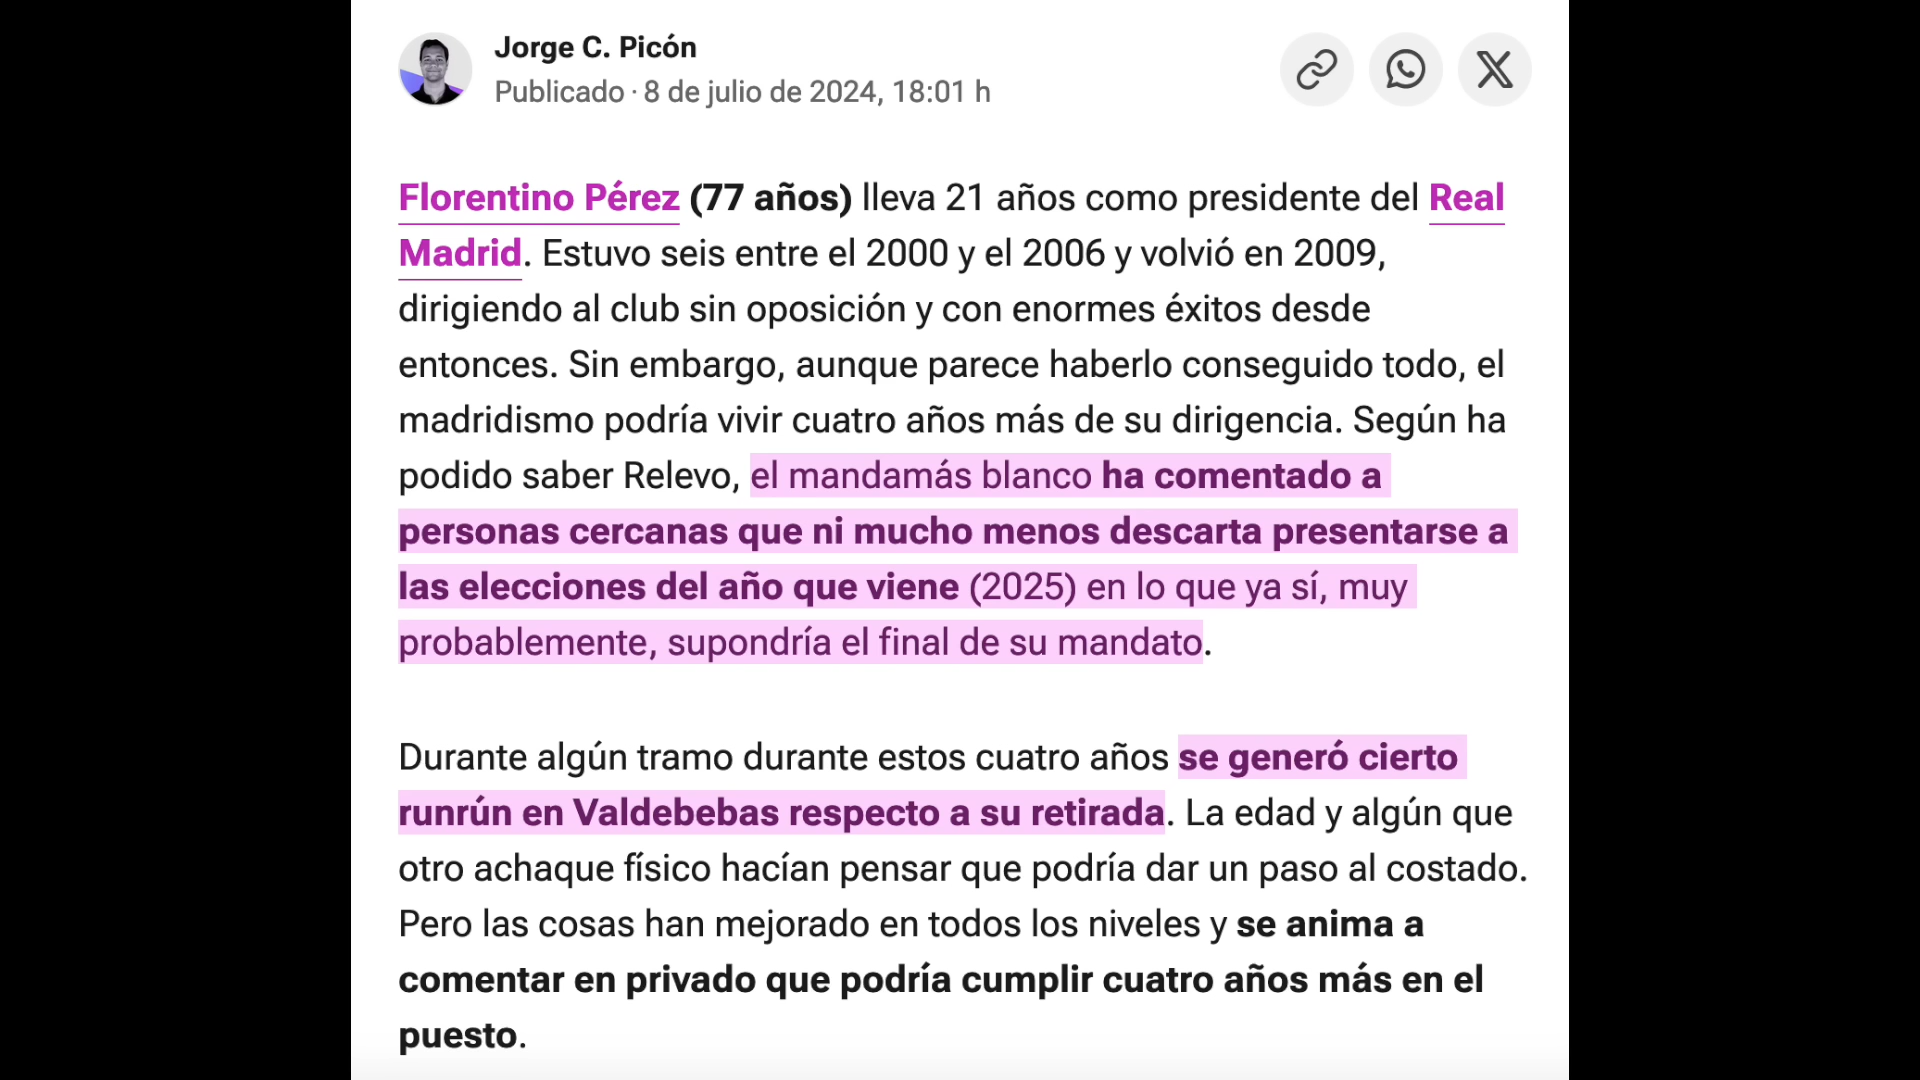 Jorge C. Picón
Publicado · 8 de julio de 2024, 18:01 h
Florentino Pérez (77 años) lleva 21 años como presidente del Real
Madrid. Estuvo seis entre el 2000 y el 2006 y volvió en 2009,
dirigiendo al club sin oposición y con enormes éxitos desde
entonces. Sin embargo, aunque parece haberlo conseguido todo, el
madridismo podría vivir cuatro años más de su dirigencia. Según ha
podido saber Relevo, el mandamás blanco ha comentado a
personas cercanas que ni mucho menos descarta presentarse a
las elecciones del año que viene (2025) en lo que ya sí, muy
probablemente, supondría el final de su mandato.
Durante algún tramo durante estos cuatro años se generó cierto
runrún en Valdebebas respecto a su retirada. La edad y algún que
otro achaque físico hacían pensar que podría dar un paso al costado.
Pero las cosas han mejorado en todos los niveles y se anima a
comentar en privado que podría cumplir cuatro años más en el
puesto.